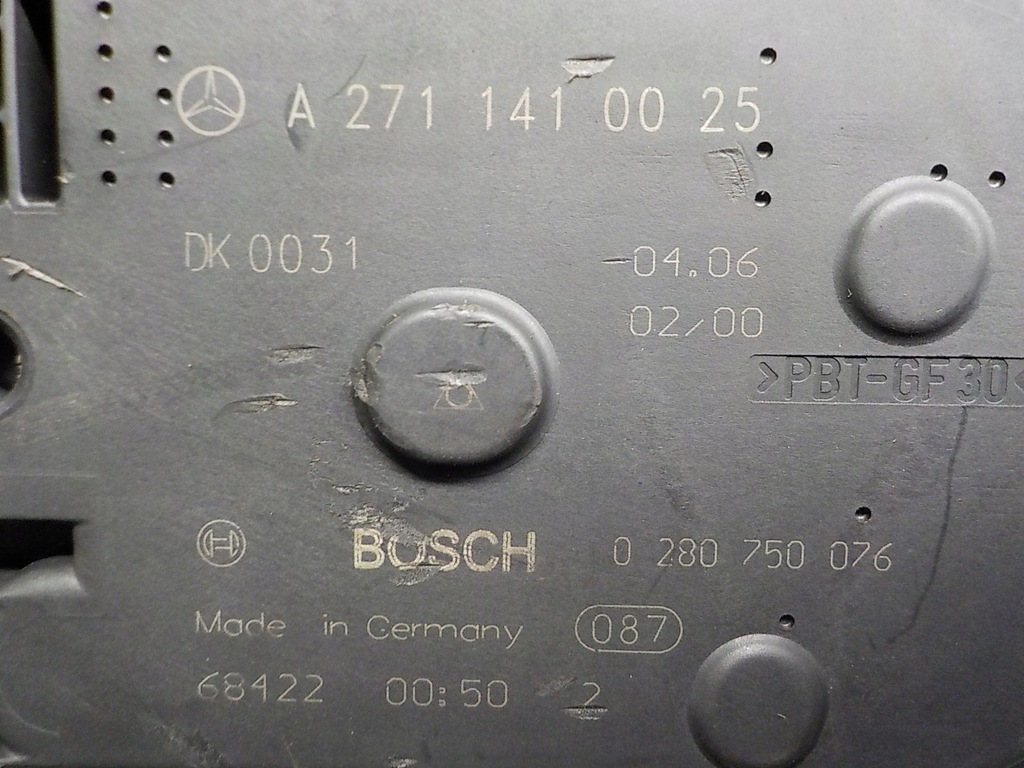 A 271 141 00 25
DK 0031 -04.06
02/00
>PBT-GF30<
BOSCH 0 280 750 076
Made in Germany 087
68422 00:50 2